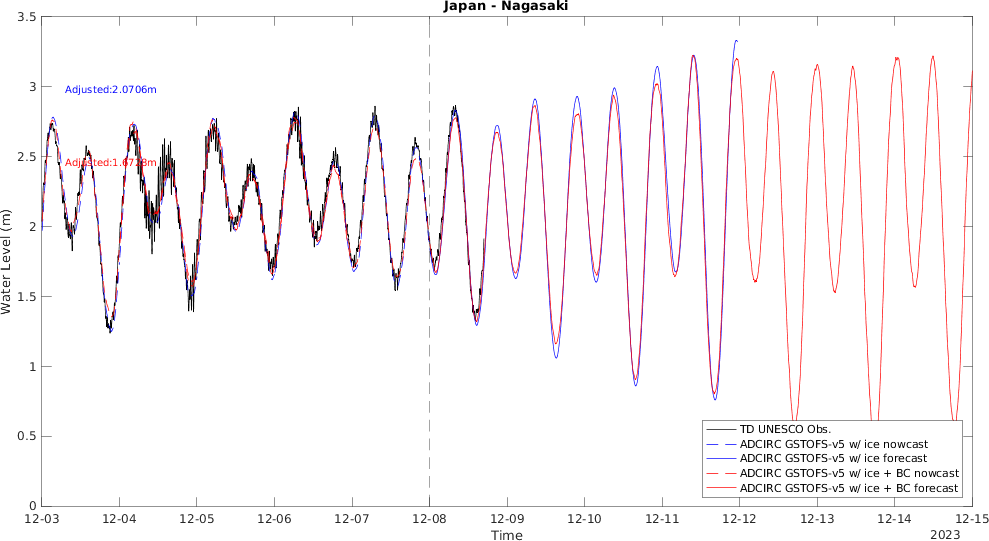 Japan - Nagasaki
3.5
3
2.5
2
1.5
1
0.5
0
Water Level (m)
Adjusted:2.0706m
TD UNESCO Obs.
ADCIRC GSTOFS-v5 w/ ice nowcast
ADCIRC GSTOFS-v5 w/ ice forecast
ADCIRC GSTOFS-v5 w/ ice + BC nowcast
ADCIRC GSTOFS-v5 w/ ice + BC forecast
12-03 12-04 12-05 12-06 12-07 12-08 12-09 12-10 12-11 12-12 12-13 12-14 12-15
Time
2023